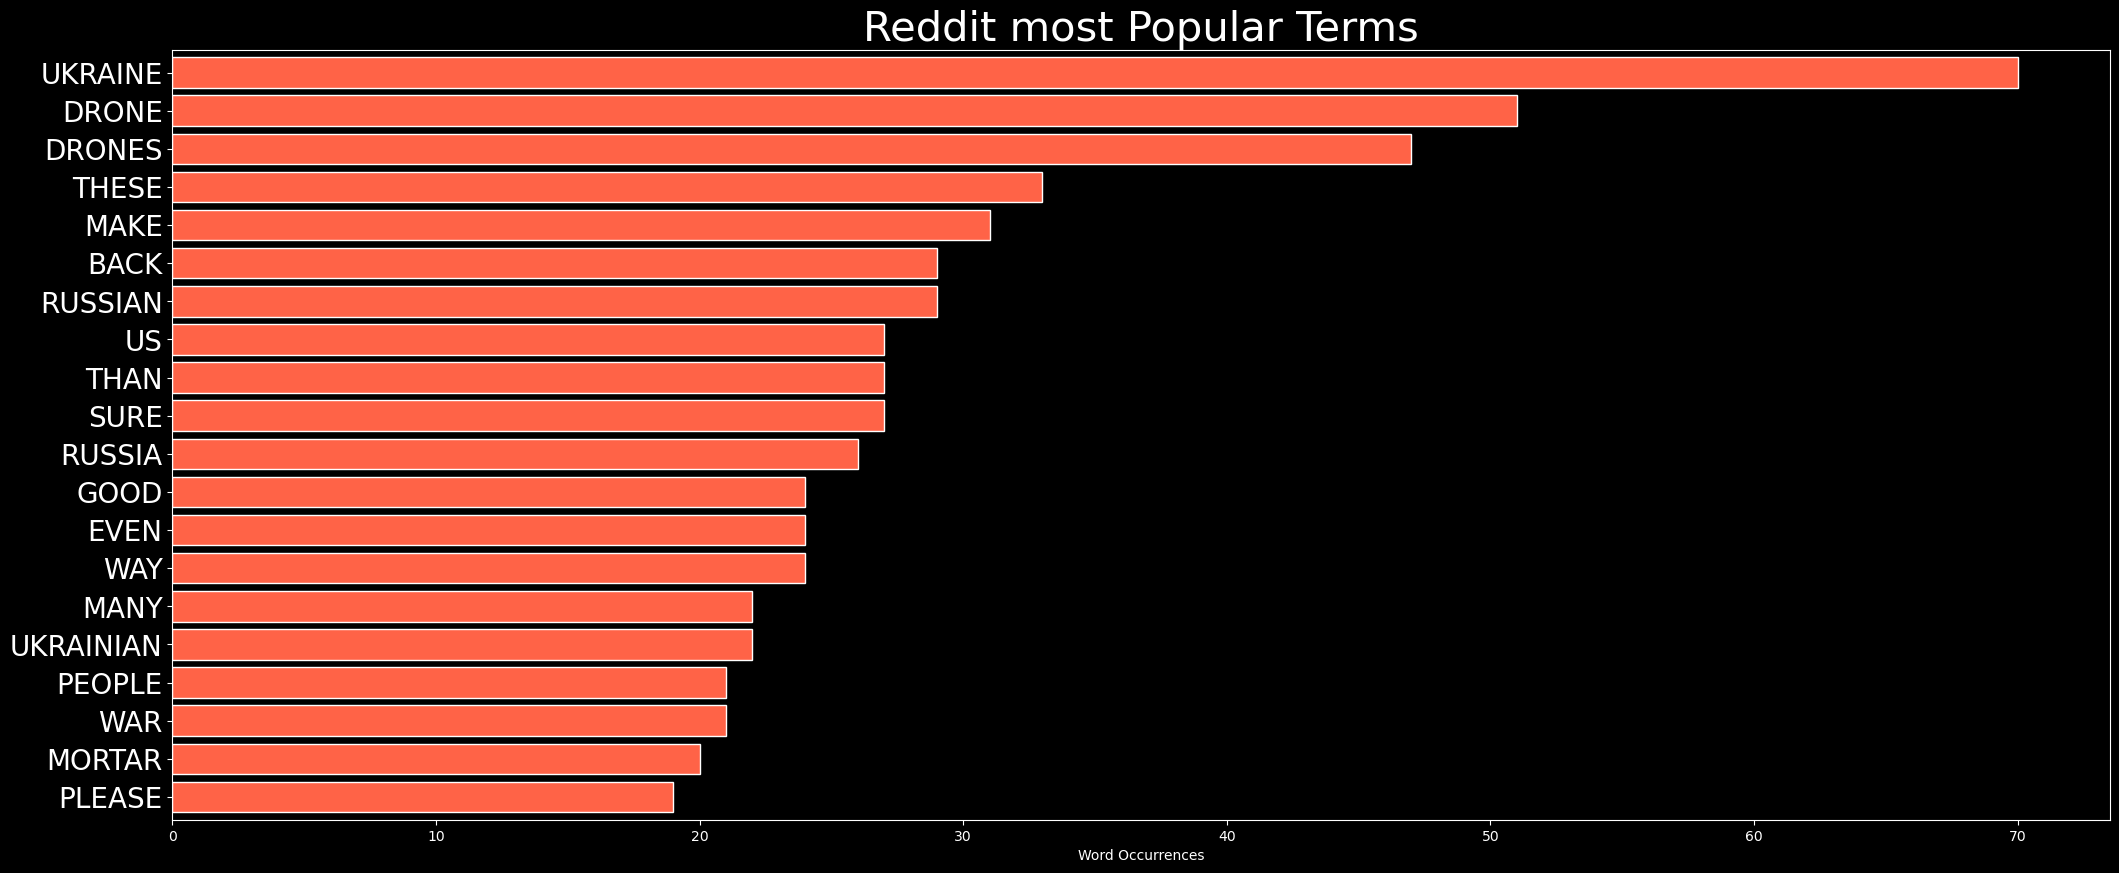 Reddit most Popular Terms
UKRAINE
DRONE
DRONES
THESE
MAKE
BACK
RUSSIAN
US
THAN
SURE
RUSSIA
GOOD
EVEN
WAY
MANY
UKRAINIAN
PEOPLE
WAR
MORTAR
PLEASE
0 10 20 30 40 50 60 70
Word Occurrences